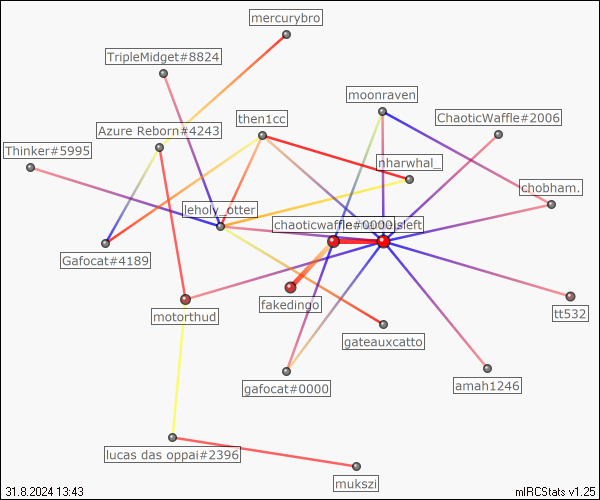 mercurybro
TripleMidget#8824
moonraven
ChaoticWaffle#2006
then1cc
Azure Reborn#4243
Thinker#5995
nharwhal_
chobham.
leholy_otter
chaoticwaffle#0000
sleft
Gafocat#4189
fakedingo
tt532
motorthud
gateauxcatto
gafocat#0000
amah1246
lucas das oppai#2396
mukszi
31.8.2024 13:43
mIRCStats v1.25